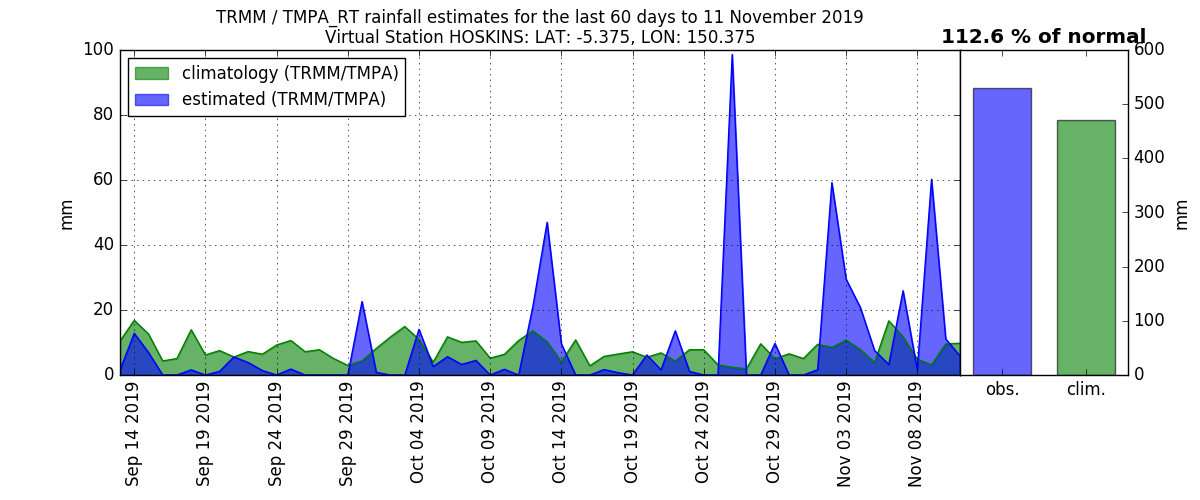 TRMM / TMPA_RT rainfall estimates for the last 60 days to 11 November 2019
Virtual Station HOSKINS: LAT: -5.375, LON: 150.375
112.6 % of normal
climatology (TRMM/TMPA)
estimated (TRMM/TMPA)
100
80
60
40
20
0
mm
Sep 14 2019
Sep 19 2019
Sep 24 2019
Sep 29 2019
Oct 04 2019
Oct 09 2019
Oct 14 2019
Oct 19 2019
Oct 24 2019
Oct 29 2019
Nov 03 2019
Nov 08 2019
600
500
400
300
200
100
0
mm
obs.
clim.